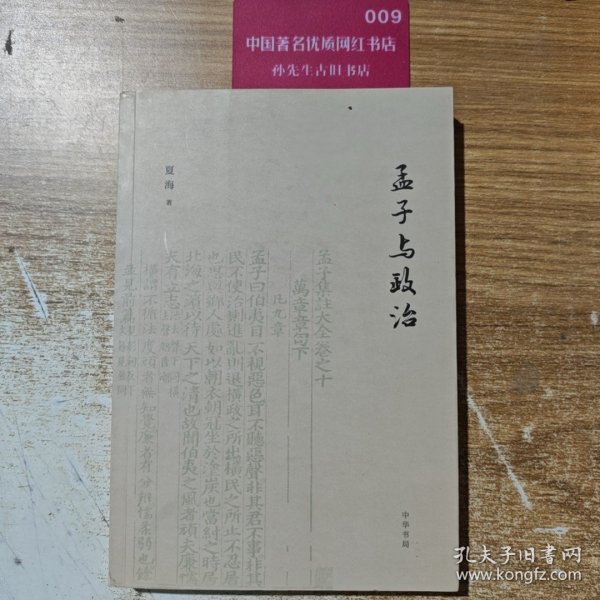 009
中国著名优质网红书店
孙先生古旧书店
孟子与政治
夏海 著
孟子集註大全卷之十
萬章章句下
凡九章
孟子曰伯夷目不視惡色耳不聽惡聲非其君不事非其
民不使治則進亂則退橫政之所出橫民之所止不忍居
也思與鄉人處如以朝衣朝冠坐於塗炭也當紂之時居
北海之濱以待天下之清也故聞伯夷之風者頑夫廉懦
夫有立志
中华书局
孔夫子旧书网
www.kongfz.com